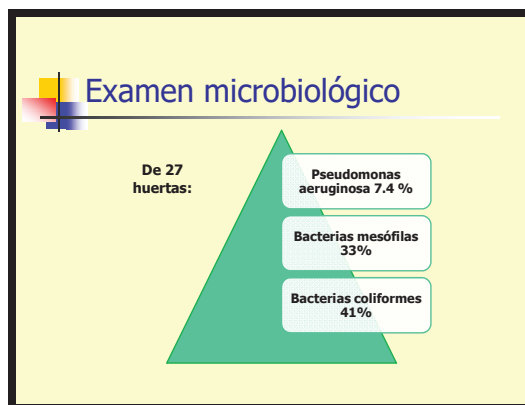 Examen microbiológico
De 27
huertas:
Pseudomonas
aeruginosa 7.4 %
Bacterias mesófilas
33%
Bacterias coliformes
41%